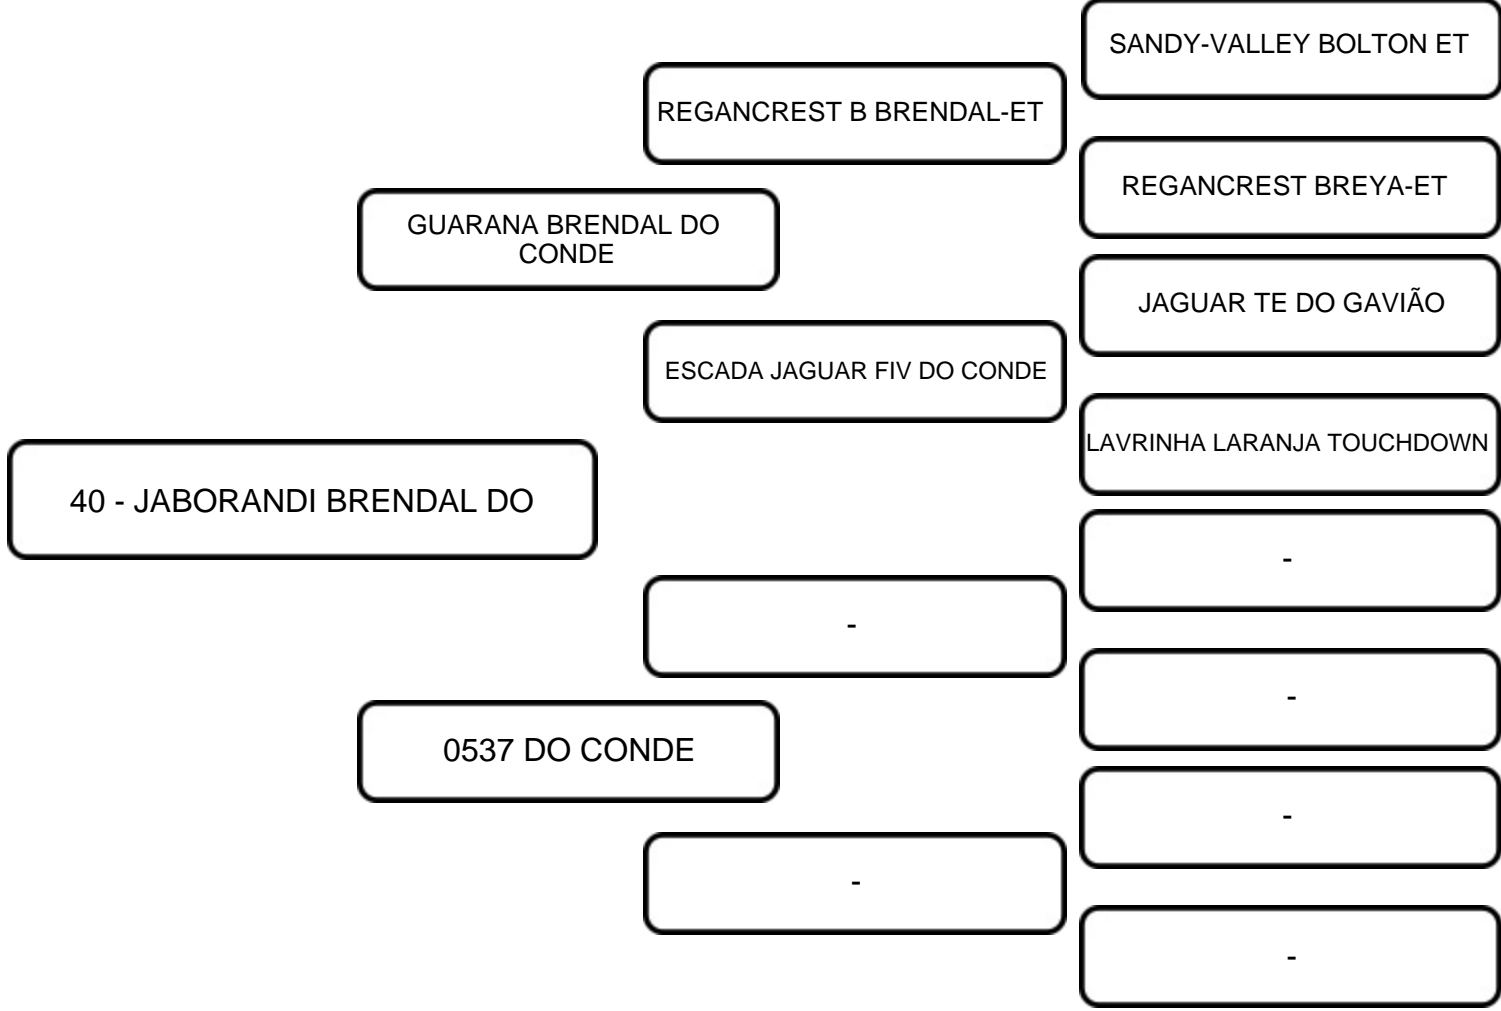 SANDY-VALLEY BOLTON ET
REGANCREST B BRENDAL-ET
REGANCREST BREYA-ET
GUARANA BRENDAL DO
CONDE
JAGUAR TE DO GAVIÃO
ESCADA JAGUAR FIV DO CONDE
LAVRINHA LARANJA TOUCHDOWN
40 - JABORANDI BRENDAL DO
-
-
-
0537 DO CONDE
-
-
-